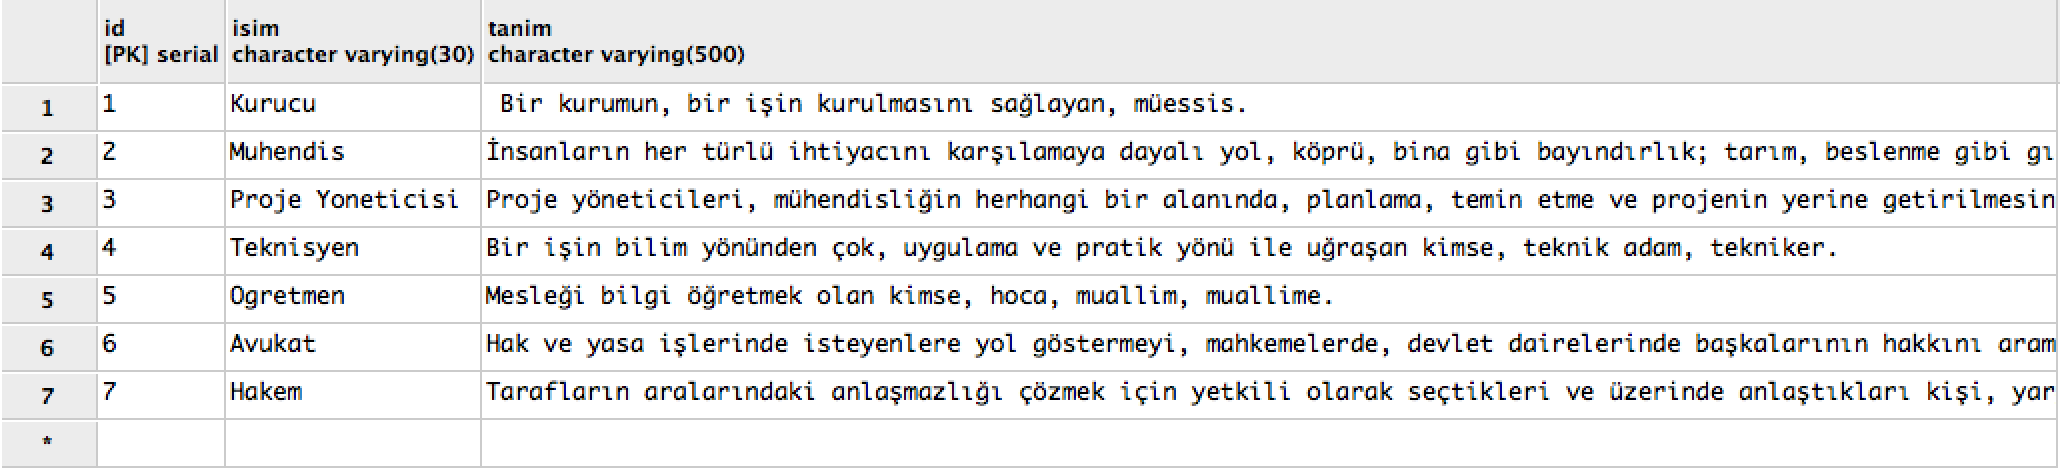 id isim tanim
[PK] serial character varying(30) character varying(500)
1 1 Kurucu Bir kurumun, bir işin kurulmasını sağlayan, müessis.
2 2 Muhendis İnsanların her türlü ihtiyacını karşılamaya dayalı yol, köprü, bina gibi bayındırlık; tarım, beslenme gibi gı
3 3 Proje Yoneticisi Proje yöneticileri, mühendisliğin herhangi bir alanında, planlama, temin etme ve projenin yerine getirilmesin
4 4 Teknisyen Bir işin bilim yönünden çok, uygulama ve pratik yönü ile uğraşan kimse, teknik adam, tekniker.
5 5 Ogretmen Mesleği bilgi öğretmek olan kimse, hoca, muallim, muallime.
6 6 Avukat Hak ve yasa işlerinde isteyenlere yol göstermeyi, mahkemelerde, devlet dairelerinde başkalarının hakkını aram
7 7 Hakem Tarafların aralarındaki anlaşmazlığı çözmek için yetkili olarak seçtikleri ve üzerinde anlaştıkları kişi, yar
*